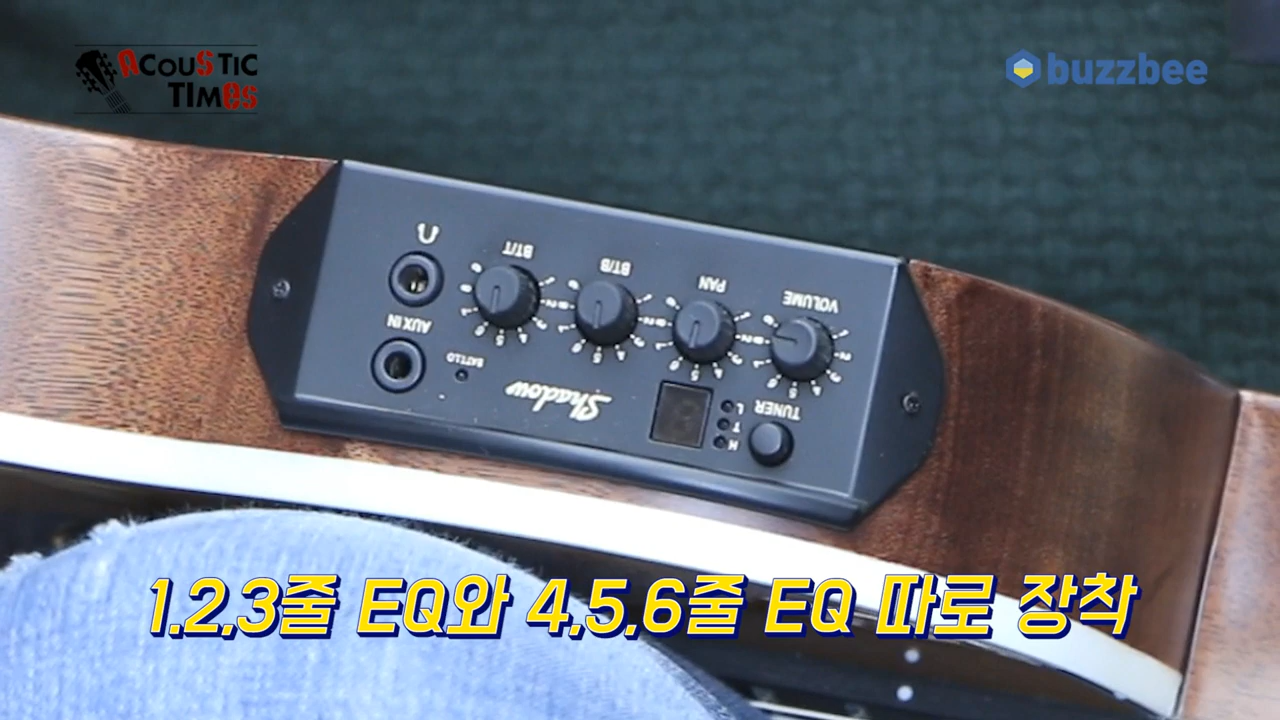 ACOUSTIC
TIMES
buzzbee
BT/T
BT/B
PAN
VOLUME
AUX IN
BATT LO
Shadow
TUNER
L
T
H
1,2,3줄 EQ와 4,5,6줄 EQ 따로 장착